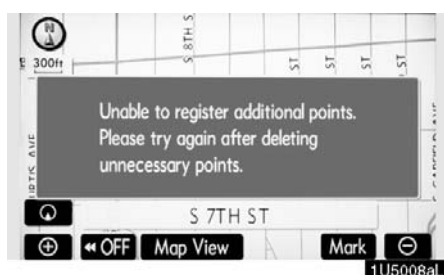 N
300ft
S 8TH S
ST
ST
ST
Unable to register additional points.
Please try again after deleting
unnecessary points.
S 7TH ST
OFF
Map View
Mark
1U5008al